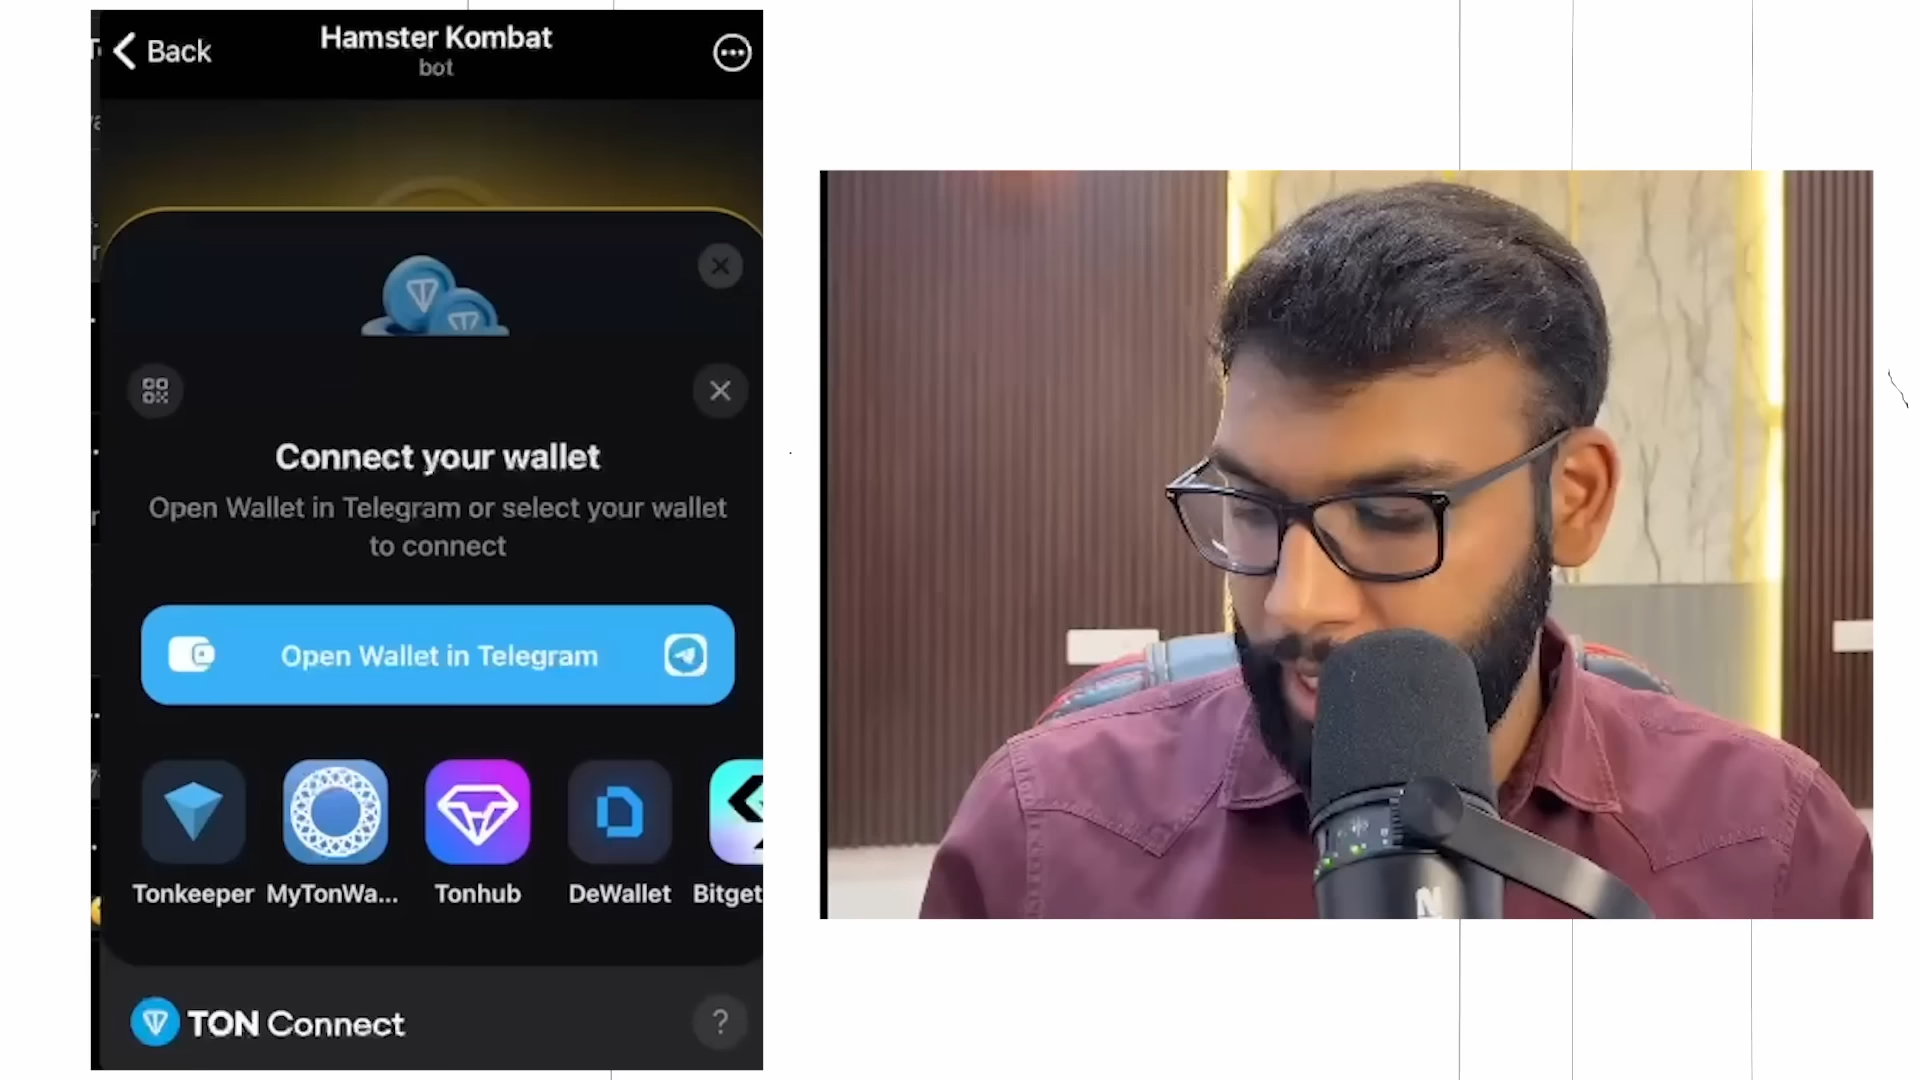 Back
Hamster Kombat
bot
Connect your wallet
Open Wallet in Telegram or select your wallet
to connect
Open Wallet in Telegram
Tonkeeper MyTonWa... Tonhub DeWallet Bitget
TON Connect
?
N